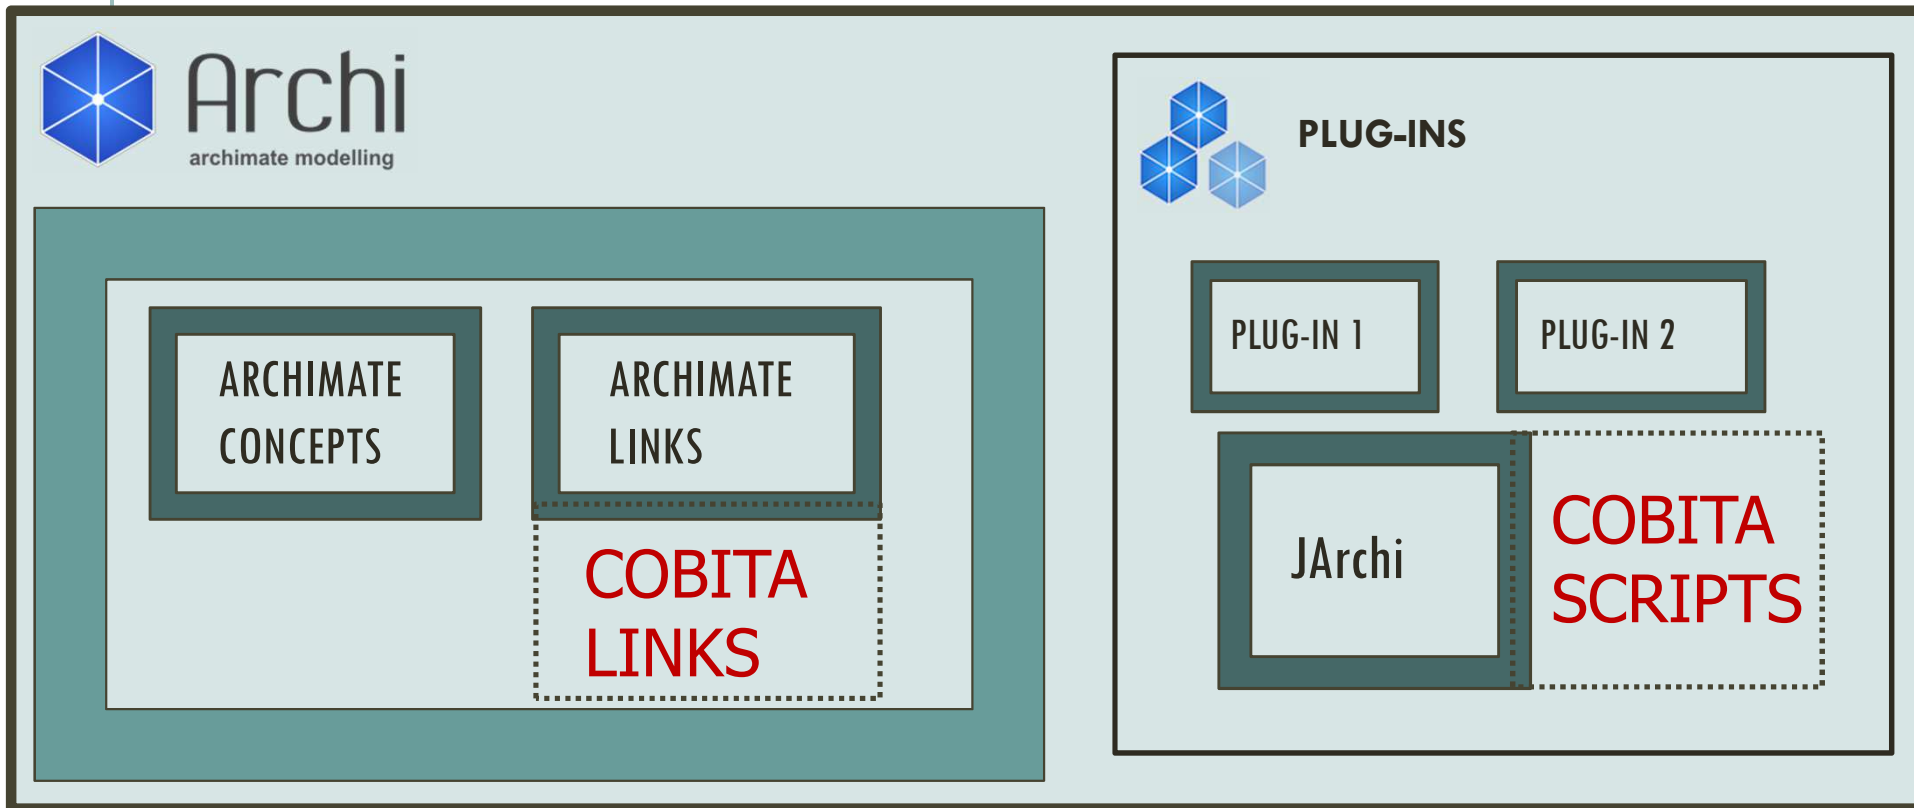 Archi
archimate modelling
PLUG-INS
ARCHIMATE
CONCEPTS
ARCHIMATE
LINKS
COBITA
LINKS
PLUG-IN 1
PLUG-IN 2
JArchi
COBITA
SCRIPTS